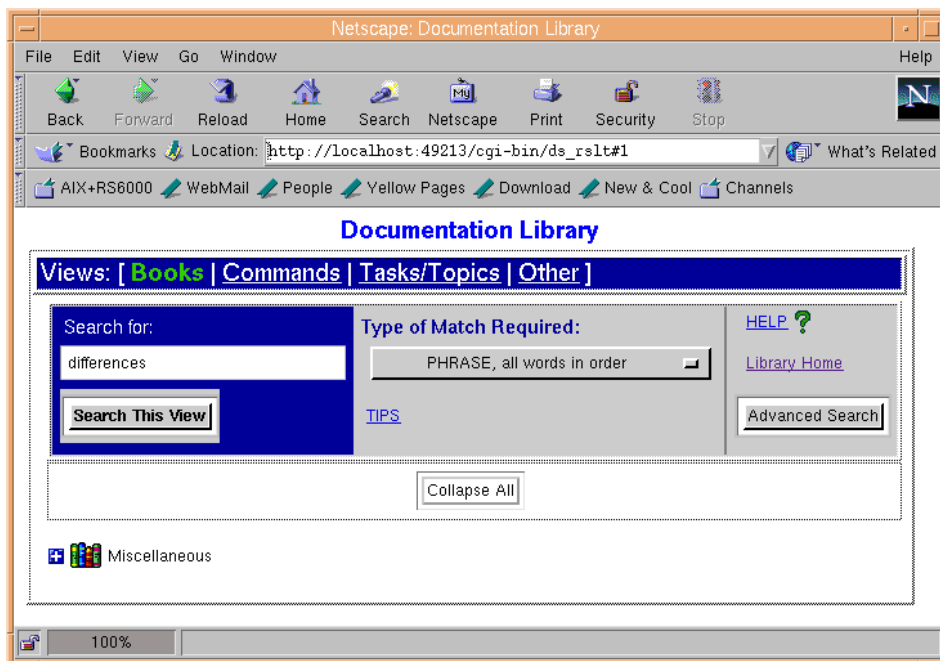 Netscape: Documentation Library
File Edit View Go Window Help
My N
Back Forward Reload Home Search Netscape Print Security Stop
Bookmarks Location: http://localhost:49213/cgi-bin/ds_rslt#1 What's Related
AIX+RS6000 WebMail People Yellow Pages Download New & Cool Channels
Documentation Library
Views: [ Books | Commands | Tasks/Topics | Other ]
Search for: Type of Match Required: HELP ?
differences PHRASE, all words in order Library Home
Search This View TIPS Advanced Search
Collapse All
Miscellaneous
100%